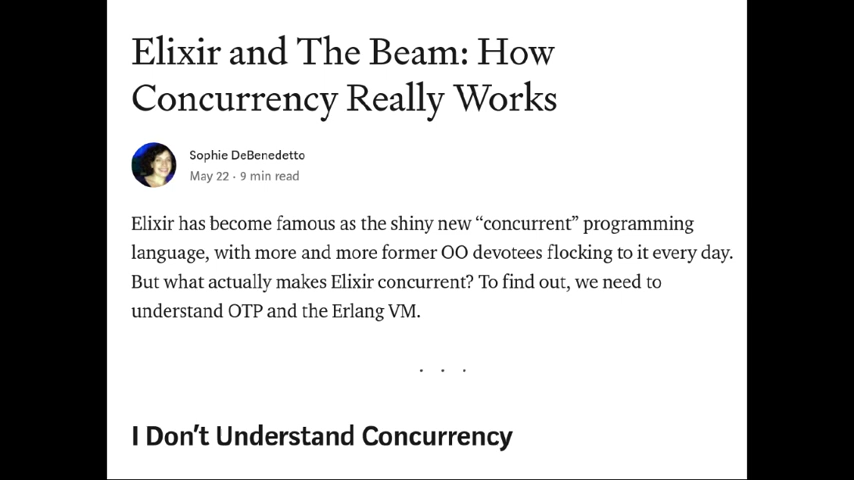 Elixir and The Beam: How
Concurrency Really Works
Sophie DeBenedetto
May 22 · 9 min read
Elixir has become famous as the shiny new “concurrent” programming
language, with more and more former OO devotees flocking to it every day.
But what actually makes Elixir concurrent? To find out, we need to
understand OTP and the Erlang VM.
. . .
I Don’t Understand Concurrency